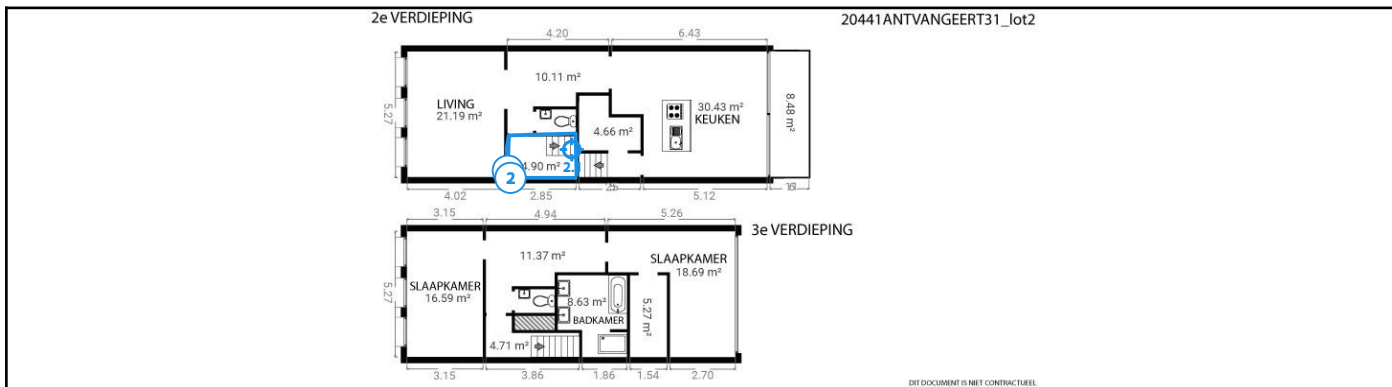 2e VERDIEPING
20441ANTVANGEERT31_lot2
4.20
6.43
10.11 m²
LIVING
21.19 m²
30.43 m²
KEUKEN
8.48 m²
5.27
4.66 m²
4.90 m²
2.
2
4.02
2.85
5.12
3.15
4.94
5.26
3e VERDIEPING
11.37 m²
SLAAPKAMER
18.69 m²
SLAAPKAMER
16.59 m²
5.27
8.63 m²
BADKAMER
5.27 m²
4.71 m²
3.15
3.86
1.86
1.54
2.70
DIT DOCUMENT IS NIET CONTRACTUEEL